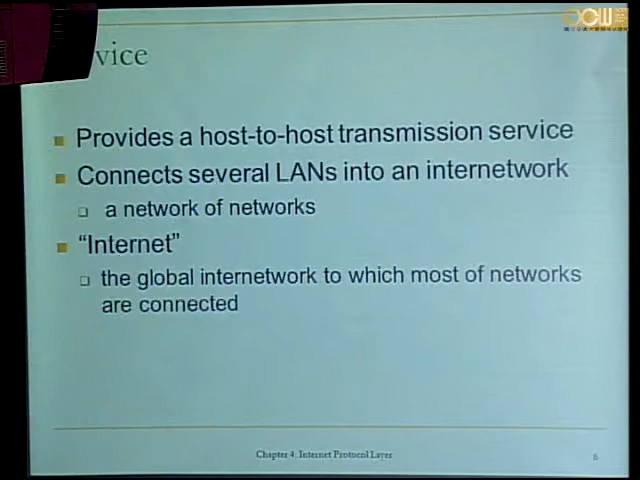 vice
Provides a host-to-host transmission service
Connects several LANs into an internetwork
a network of networks
“Internet”
the global internetwork to which most of networks
are connected
Chapter 4: Internet Protocol Layer
6